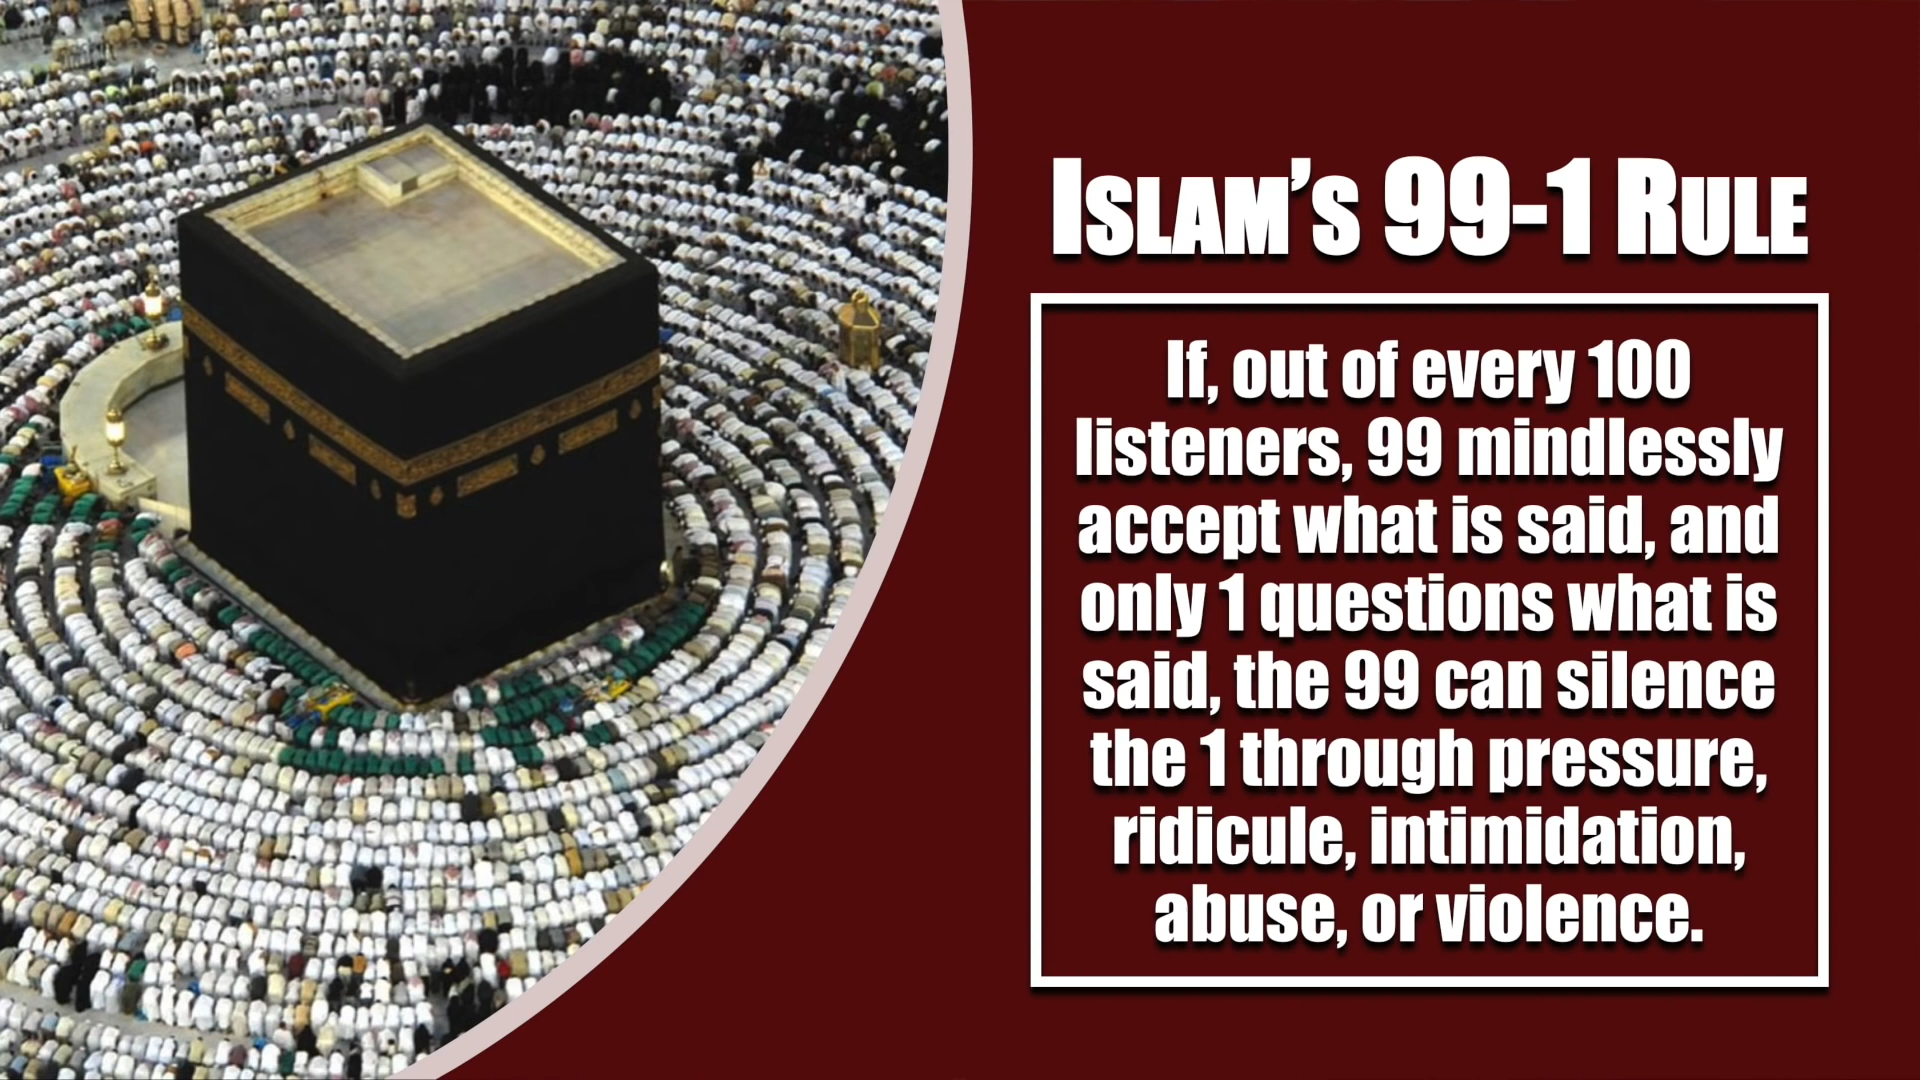 Islam's 99-1 Rule
If, out of every 100
listeners, 99 mindlessly
accept what is said, and
only 1 questions what is
said, the 99 can silence
the 1 through pressure,
ridicule, intimidation,
abuse, or violence.